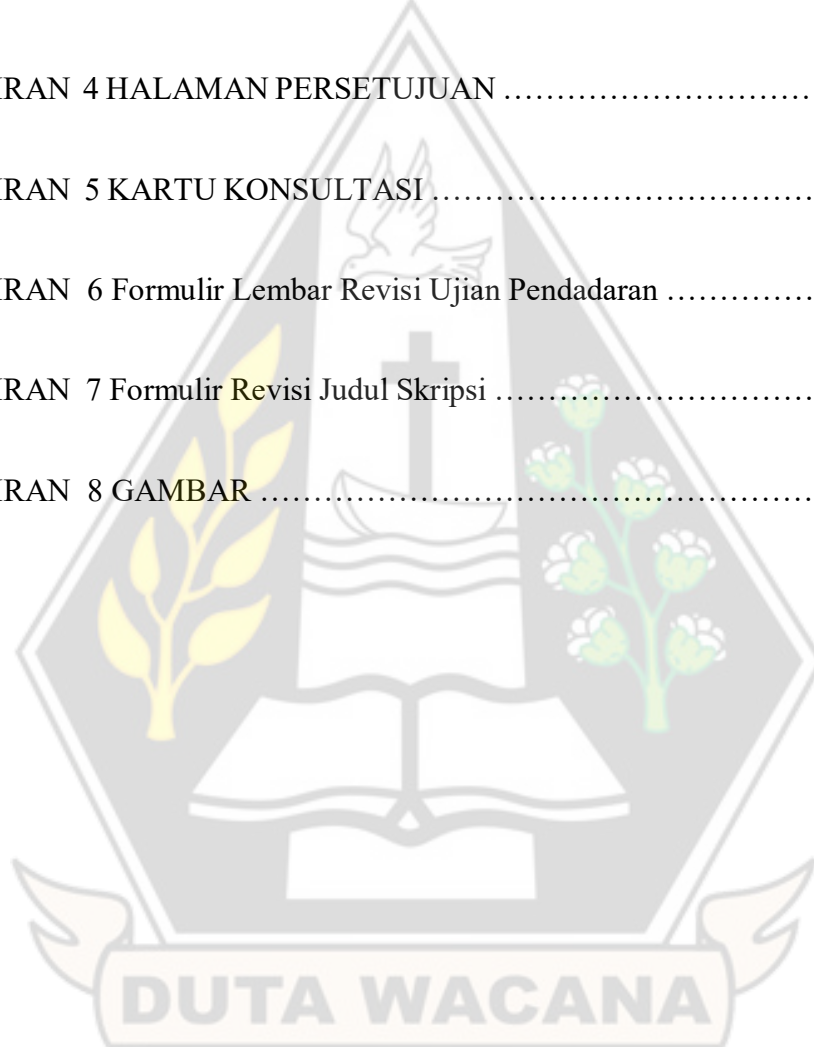 IRAN 4 HALAMAN PERSETUJUAN ……………………………
IRAN 5 KARTU KONSULTASI …………………………………
IRAN 6 Formulir Lembar Revisi Ujian Pendadaran ……………
IRAN 7 Formulir Revisi Judul Skripsi ……………………………
IRAN 8 GAMBAR …………………………………………………
DUTA WACANA